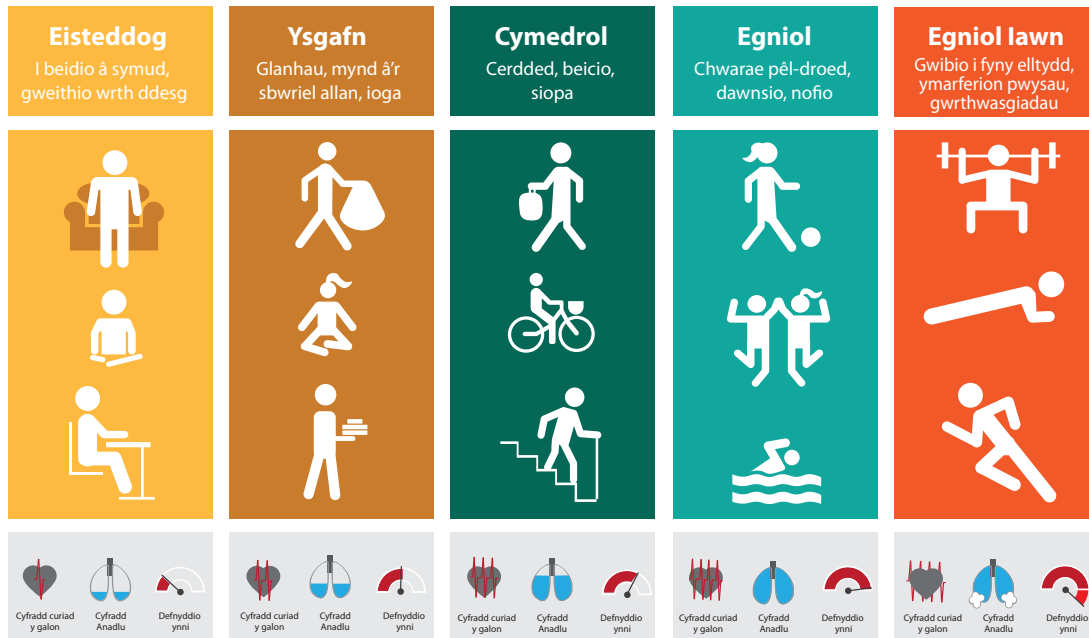 Eisteddog
I beidio â symud,
gweithio wrth ddesg
Ysgafn
Glanhau, mynd â'r
sbwriel allan, ioga
Cymedrol
Cerdded, beicio,
siopa
Egniol
Chwarae pêl-droed,
dawnsio, nofio
Egniol Iawn
Gwibio i fyny elltydd,
ymarferion pwysau,
gwrthwasgiadau
Cyfradd curiad
y galon
Cyfradd
Anadlu
Defnyddio
ynni
Cyfradd curiad
y galon
Cyfradd
Anadlu
Defnyddio
ynni
Cyfradd curiad
y galon
Cyfradd
Anadlu
Defnyddio
ynni
Cyfradd curiad
y galon
Cyfradd
Anadlu
Defnyddio
ynni
Cyfradd curiad
y galon
Cyfradd
Anadlu
Defnyddio
ynni